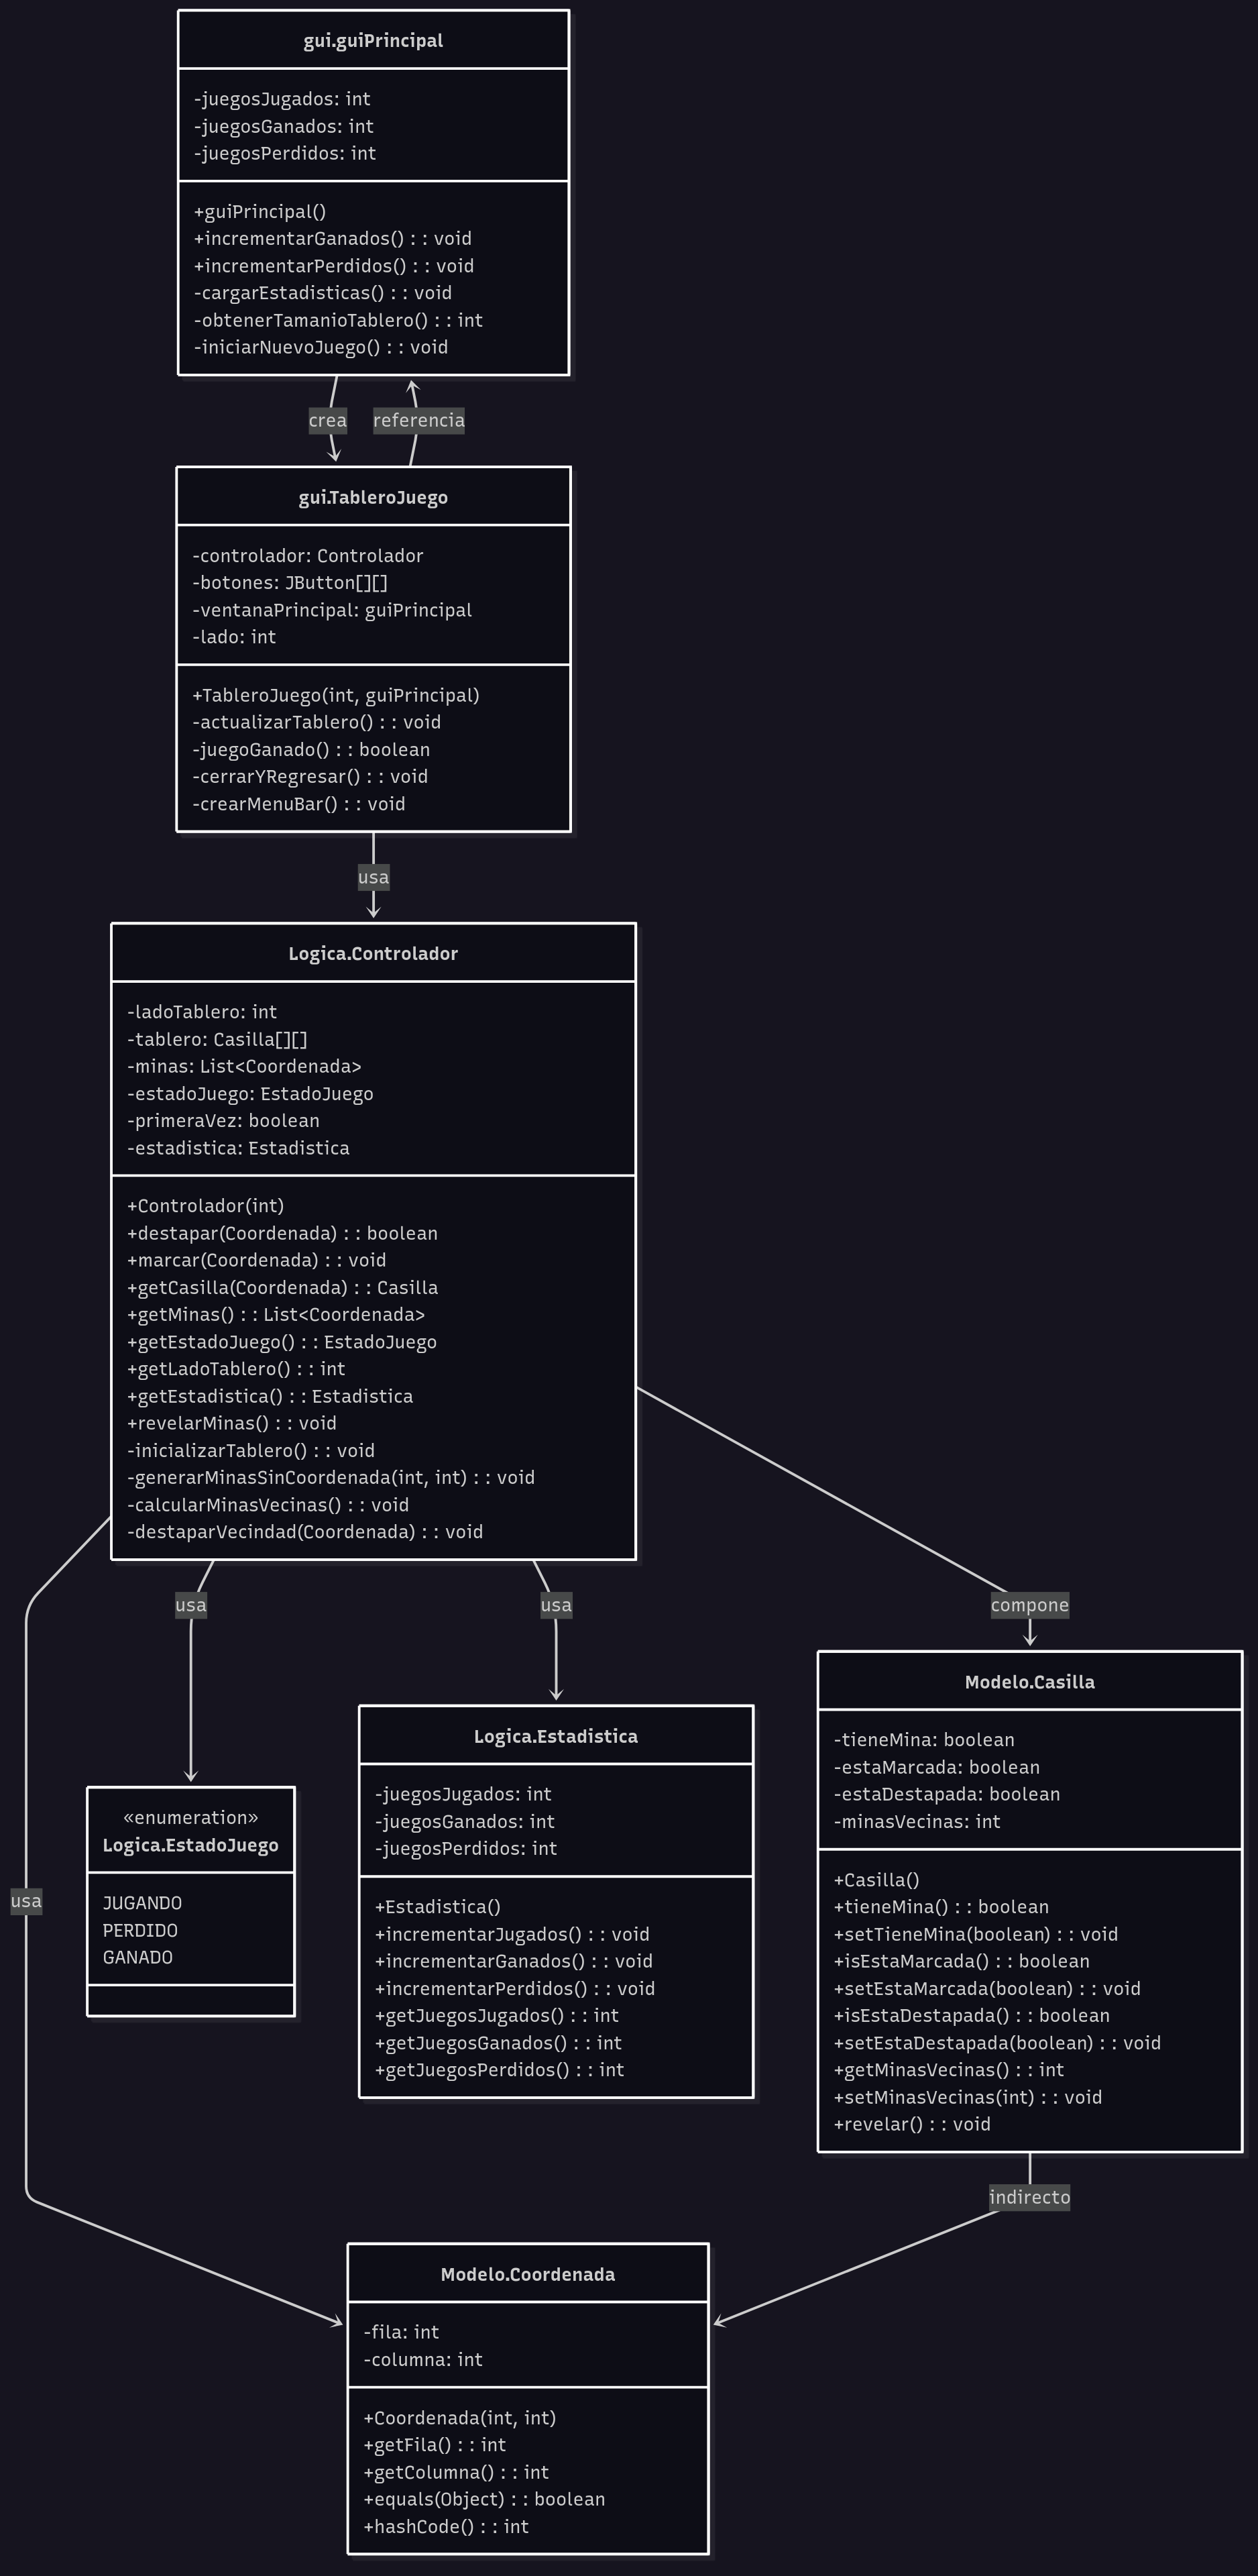 gui.guiPrincipal
-juegosJugados: int
-juegosGanados: int
-juegosPerdidos: int
+guiPrincipal()
+incrementarGanados() : : void
+incrementarPerdidos() : : void
-cargarEstadisticas() : : void
-obtenerTamanioTablero() : : int
-iniciarNuevoJuego() : : void
crea
referencia
gui.TableroJuego
-controlador: Controlador
-botones: JButton[][]
-ventanaPrincipal: guiPrincipal
-lado: int
+TableroJuego(int, guiPrincipal)
-actualizarTablero() : : void
-juegoGanado() : : boolean
-cerrarYRegresar() : : void
-crearMenuBar() : : void
usa
Logica.Controlador
-ladoTablero: int
-tablero: Casilla[][]
-minas: List<Coordenada>
-estadoJuego: EstadoJuego
-primeraVez: boolean
-estadistica: Estadistica
+Controlador(int)
+destapar(Coordenada) : : boolean
+marcar(Coordenada) : : void
+getCasilla(Coordenada) : : Casilla
+getMinas() : : List<Coordenada>
+getEstadoJuego() : : EstadoJuego
+getLadoTablero() : : int
+getEstadistica() : : Estadistica
+revelarMinas() : : void
-inicializarTablero() : : void
-generarMinasSinCoordenada(int, int) : : void
-calcularMinasVecinas() : : void
-destaparVecindad(Coordenada) : : void
usa
usa
compone
usa
«enumeration»
Logica.EstadoJuego
JUGANDO
PERDIDO
GANADO
Logica.Estadistica
-juegosJugados: int
-juegosGanados: int
-juegosPerdidos: int
+Estadistica()
+incrementarJugados() : : void
+incrementarGanados() : : void
+incrementarPerdidos() : : void
+getJuegosJugados() : : int
+getJuegosGanados() : : int
+getJuegosPerdidos() : : int
Modelo.Casilla
-tieneMina: boolean
-estaMarcada: boolean
-estaDestapada: boolean
-minasVecinas: int
+Casilla()
+tieneMina() : : boolean
+setTieneMina(boolean) : : void
+isEstaMarcada() : : boolean
+setEstaMarcada(boolean) : : void
+isEstaDestapada() : : boolean
+setEstaDestapada(boolean) : : void
+getMinasVecinas() : : int
+setMinasVecinas(int) : : void
+revelar() : : void
indirecto
Modelo.Coordenada
-fila: int
-columna: int
+Coordenada(int, int)
+getFila() : : int
+getColumna() : : int
+equals(Object) : : boolean
+hashCode() : : int